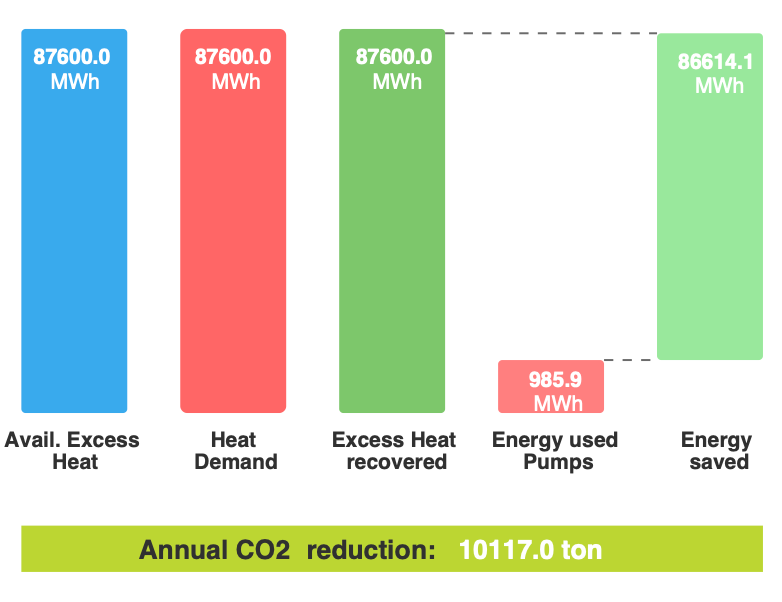 87600.0
MWh
87600.0
MWh
87600.0
MWh
985.9
MWh
86614.1
MWh
Avail. Excess
Heat
Heat
Demand
Excess Heat
recovered
Energy used
Pumps
Energy
saved
Annual CO2 reduction: 10117.0 ton